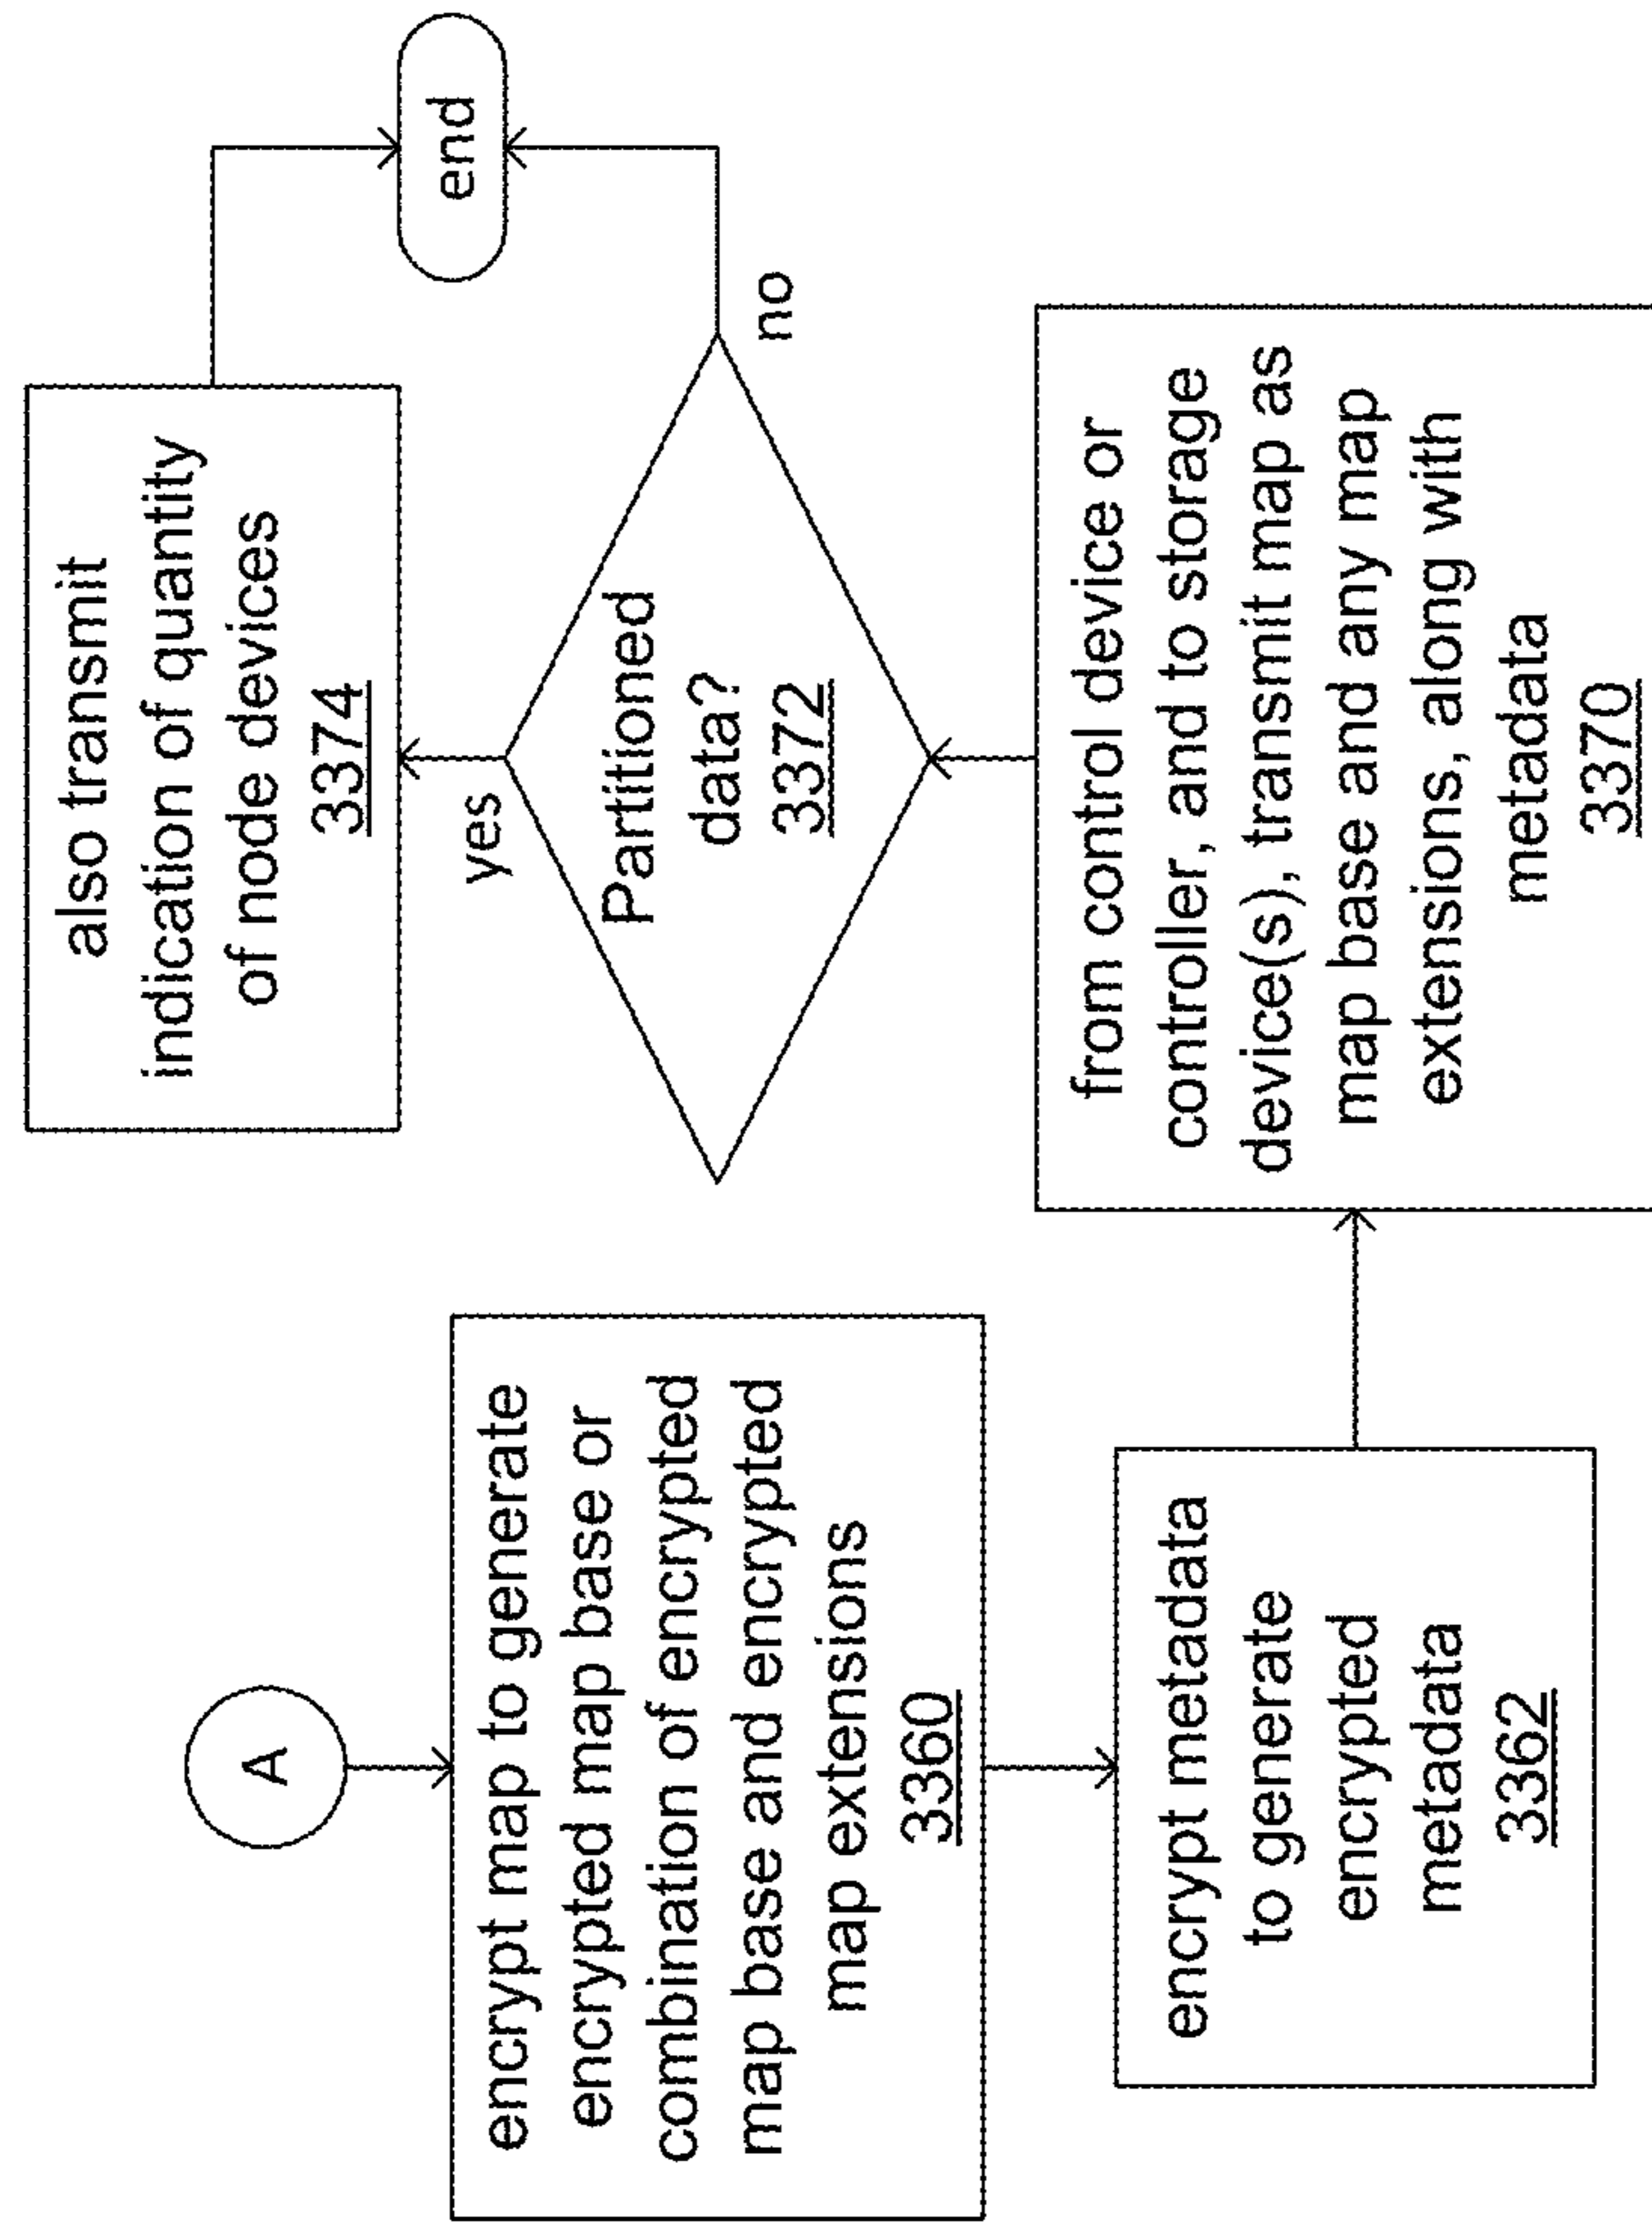 A
encrypt map to generate
encrypted map base or
combination of encrypted
map base and encrypted
map extensions
3360
encrypt metadata
to generate
encrypted
metadata
3362
from control device or
controller, and to storage
device(s), transmit map as
map base and any map
extensions, along with
metadata
3370
Partitioned
data?
3372
yes
no
also transmit
indication of quantity
of node devices
3374
end